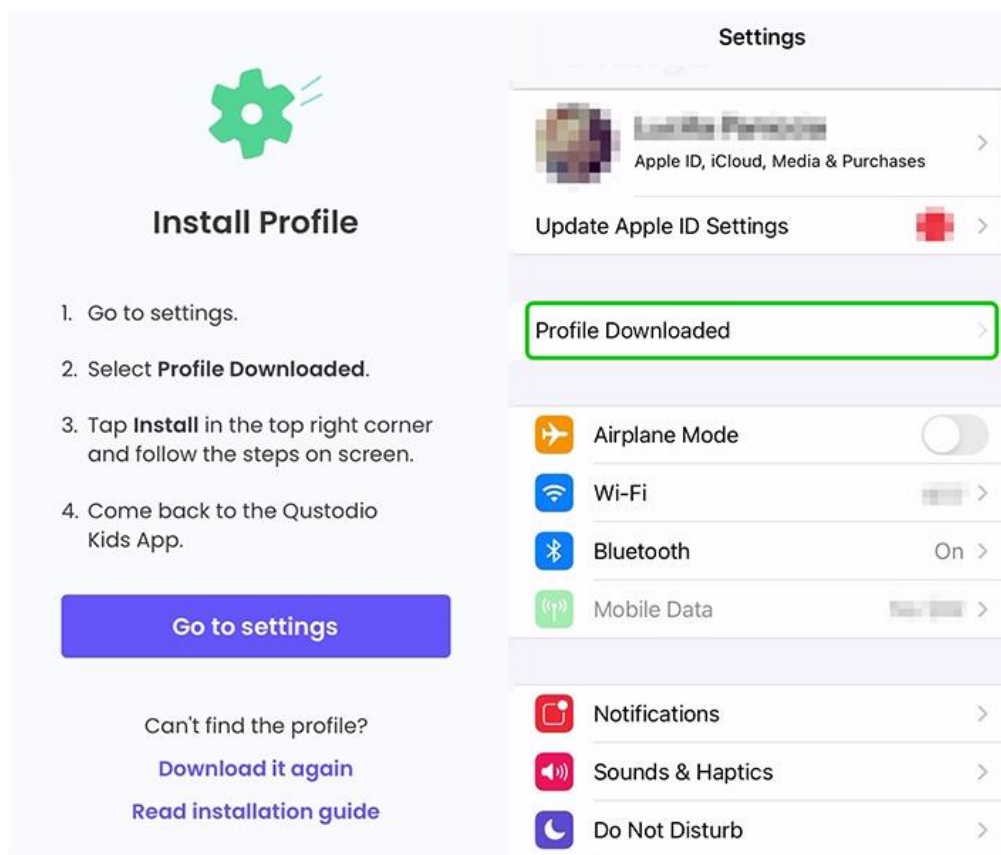 Install Profile
1. Go to settings.
2. Select Profile Downloaded.
3. Tap Install in the top right corner
and follow the steps on screen.
4. Come back to the Qustodio
Kids App.
Go to settings
Can't find the profile?
Download it again
Read installation guide
Settings
Apple ID, iCloud, Media & Purchases
Update Apple ID Settings
Profile Downloaded
Airplane Mode
Wi-Fi
Bluetooth On
Mobile Data
Notifications
Sounds & Haptics
Do Not Disturb